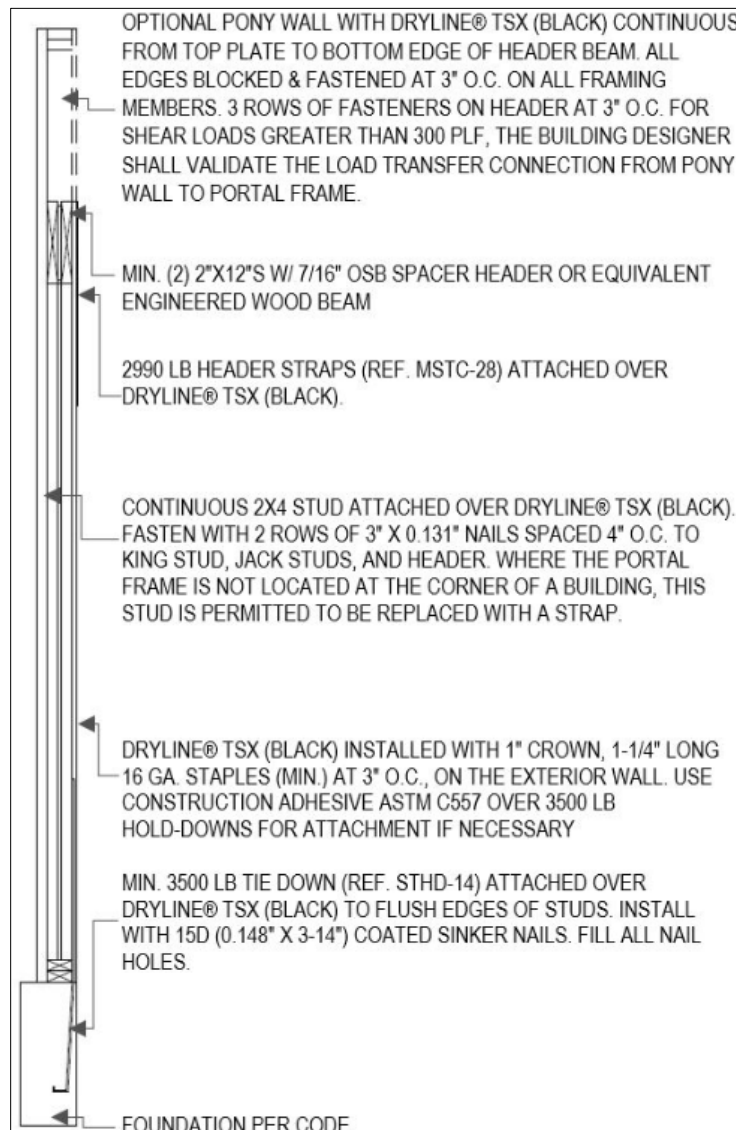 OPTIONAL PONY WALL WITH DRYLINE® TSX (BLACK) CONTINUOUS
FROM TOP PLATE TO BOTTOM EDGE OF HEADER BEAM. ALL
EDGES BLOCKED & FASTENED AT 3" O.C. ON ALL FRAMING
MEMBERS. 3 ROWS OF FASTENERS ON HEADER AT 3" O.C. FOR
SHEAR LOADS GREATER THAN 300 PLF, THE BUILDING DESIGNER
SHALL VALIDATE THE LOAD TRANSFER CONNECTION FROM PONY
WALL TO PORTAL FRAME.
MIN. (2) 2"X12"S W/ 7/16" OSB SPACER HEADER OR EQUIVALENT
ENGINEERED WOOD BEAM
2990 LB HEADER STRAPS (REF. MSTC-28) ATTACHED OVER
DRYLINE® TSX (BLACK).
CONTINUOUS 2X4 STUD ATTACHED OVER DRYLINE® TSX (BLACK).
FASTEN WITH 2 ROWS OF 3" X 0.131" NAILS SPACED 4" O.C. TO
KING STUD, JACK STUDS, AND HEADER. WHERE THE PORTAL
FRAME IS NOT LOCATED AT THE CORNER OF A BUILDING, THIS
STUD IS PERMITTED TO BE REPLACED WITH A STRAP.
DRYLINE® TSX (BLACK) INSTALLED WITH 1" CROWN, 1-1/4" LONG
16 GA. STAPLES (MIN.) AT 3" O.C., ON THE EXTERIOR WALL. USE
CONSTRUCTION ADHESIVE ASTM C557 OVER 3500 LB
HOLD-DOWNS FOR ATTACHMENT IF NECESSARY
MIN. 3500 LB TIE DOWN (REF. STHD-14) ATTACHED OVER
DRYLINE® TSX (BLACK) TO FLUSH EDGES OF STUDS. INSTALL
WITH 15D (0.148" X 3-14") COATED SINKER NAILS. FILL ALL NAIL
HOLES.
FOUNDATION PER CODE